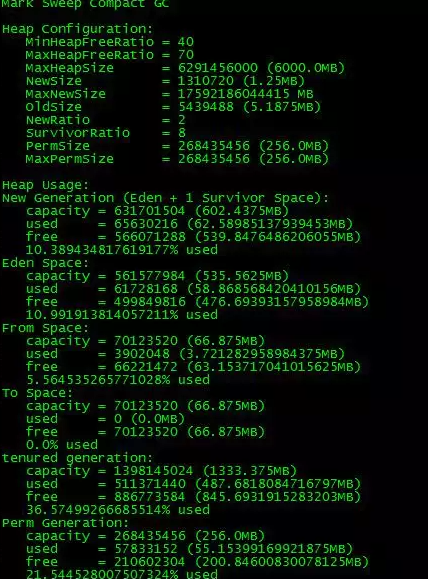 Mark Sweep Compact GC
Heap Configuration:
MinHeapFreeRatio = 40
MaxHeapFreeRatio = 70
MaxHeapSize = 6291456000 (6000.0MB)
NewSize = 1310720 (1.25MB)
MaxNewSize = 17592186044415 MB
OldSize = 5439488 (5.1875MB)
NewRatio = 2
SurvivorRatio = 8
PermSize = 268435456 (256.0MB)
MaxPermSize = 268435456 (256.0MB)
Heap Usage:
New Generation (Eden + 1 Survivor Space):
capacity = 631701504 (602.4375MB)
used = 65630216 (62.58985137939453MB)
free = 566071288 (539.8476486206055MB)
10.389434817619177% used
Eden Space:
capacity = 561577984 (535.5625MB)
used = 61728168 (58.868568420410156MB)
free = 499849816 (476.69393157958984MB)
10.991913814057211% used
From Space:
capacity = 70123520 (66.875MB)
used = 3902048 (3.721282958984375MB)
free = 66221472 (63.153717041015625MB)
5.564535265771028% used
To Space:
capacity = 70123520 (66.875MB)
used = 0 (0.0MB)
free = 70123520 (66.875MB)
0.0% used
tenured generation:
capacity = 1398145024 (1333.375MB)
used = 511371440 (487.6818084716797MB)
free = 886773584 (845.6931915283203MB)
36.57499266685514% used
Perm Generation:
capacity = 268435456 (256.0MB)
used = 57833152 (55.15399169921875MB)
free = 210602304 (200.84600830078125MB)
21.544528007507324% used